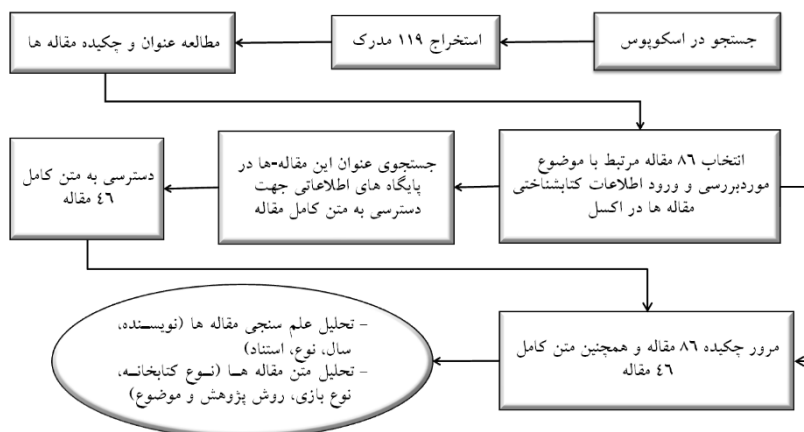 جستجو در اسکوپوس
استخراج ۱۱۹ مدرک
مطالعه عنوان و چکیده مقاله ها
انتخاب ۸۶ مقاله مرتبط با موضوع
موردبررسی و ورود اطلاعات کتابشناختی
مقاله ها در اکسل
جستجوی عنوان این مقاله-ها در
پایگاه های اطلاعاتی جهت
دسترسی به متن کامل مقاله
دسترسی به متن کامل
٤٦ مقاله
مرور چکیده ۸۶ مقاله و همچنین متن کامل
٤٦ مقاله
- تحلیل علم سنجی مقاله ها (نویسنده،
سال، نوع، استناد)
- تحلیل متن مقاله ها (نوع کتابخانه،
نوع بازی، روش پژوهش و موضوع)